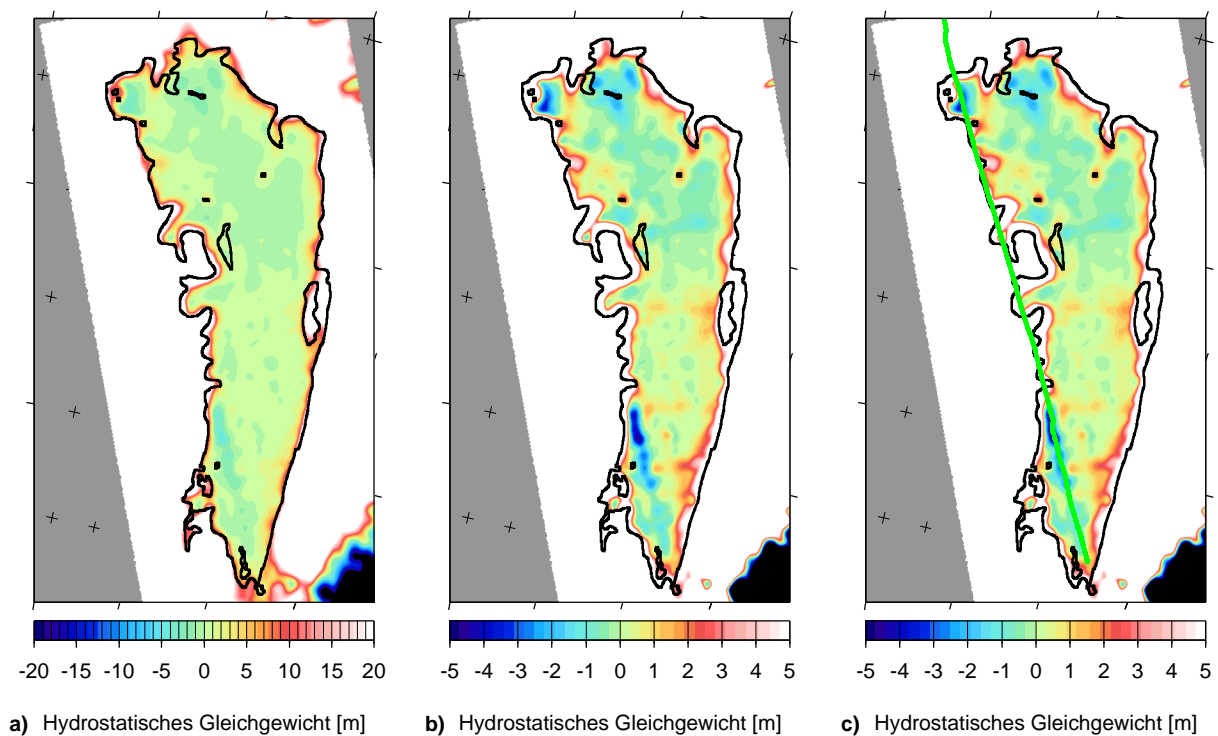 -20 -15 -10 -5 0 5 10 15 20
-5 -4 -3 -2 -1 0 1 2 3 4 5
-5 -4 -3 -2 -1 0 1 2 3 4 5
a) Hydrostatisches Gleichgewicht [m]
b) Hydrostatisches Gleichgewicht [m]
c) Hydrostatisches Gleichgewicht [m]